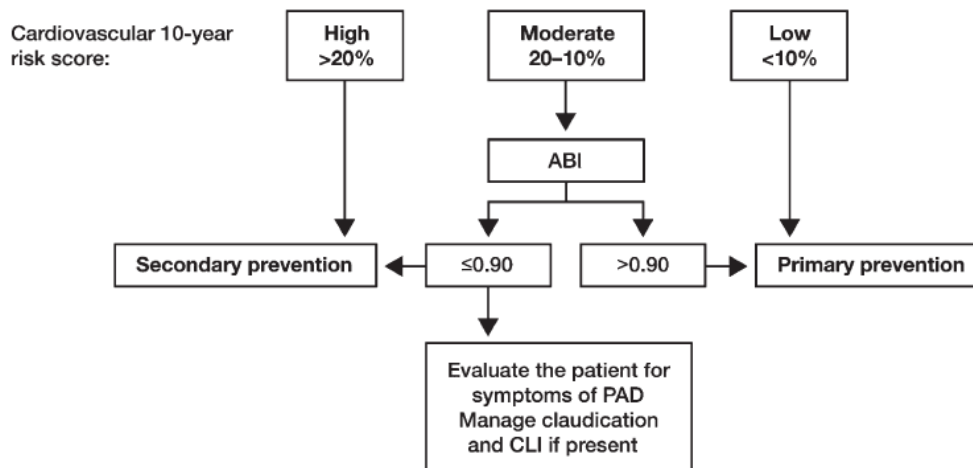 Cardiovascular 10-year
risk score:
High
>20%
Moderate
20–10%
Low
<10%
ABI
Secondary prevention
≤0.90
>0.90
Primary prevention
Evaluate the patient for
symptoms of PAD
Manage claudication
and CLI if present